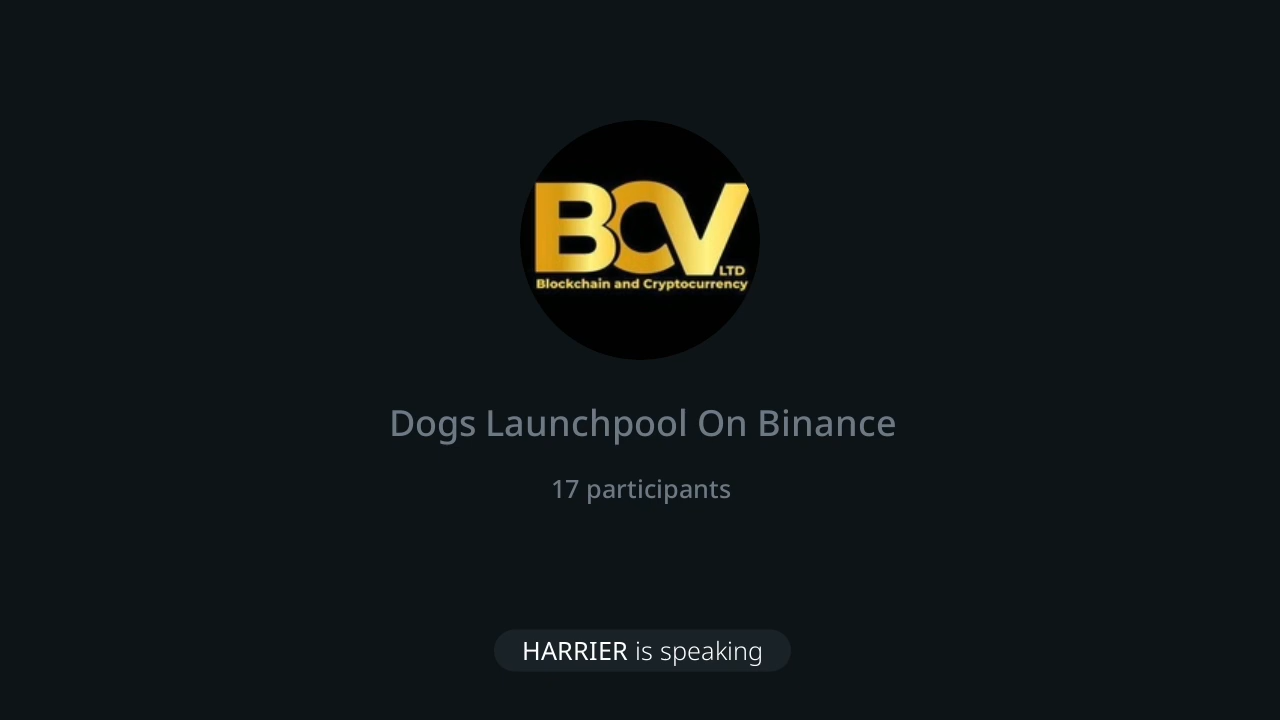 BCV
LTD
Blockchain and Cryptocurrency
Dogs Launchpool On Binance
17 participants
HARRIER is speaking